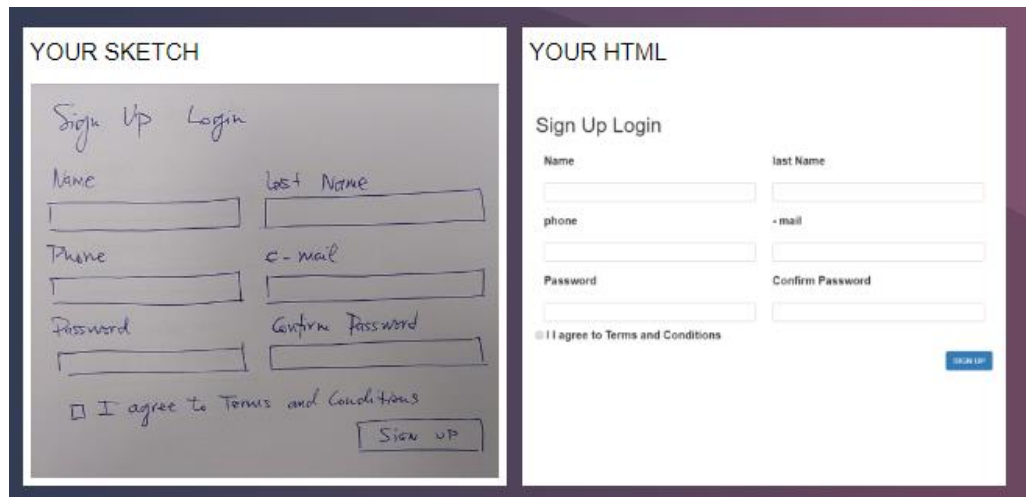 YOUR SKETCH
Sign Up Login
Name Last Name
Phone e-mail
Password Confirm Password
I agree to Terms and Conditions
SIGN UP
YOUR HTML
Sign Up Login
Name last Name
phone - mail
Password Confirm Password
I I agree to Terms and Conditions
SIGN UP